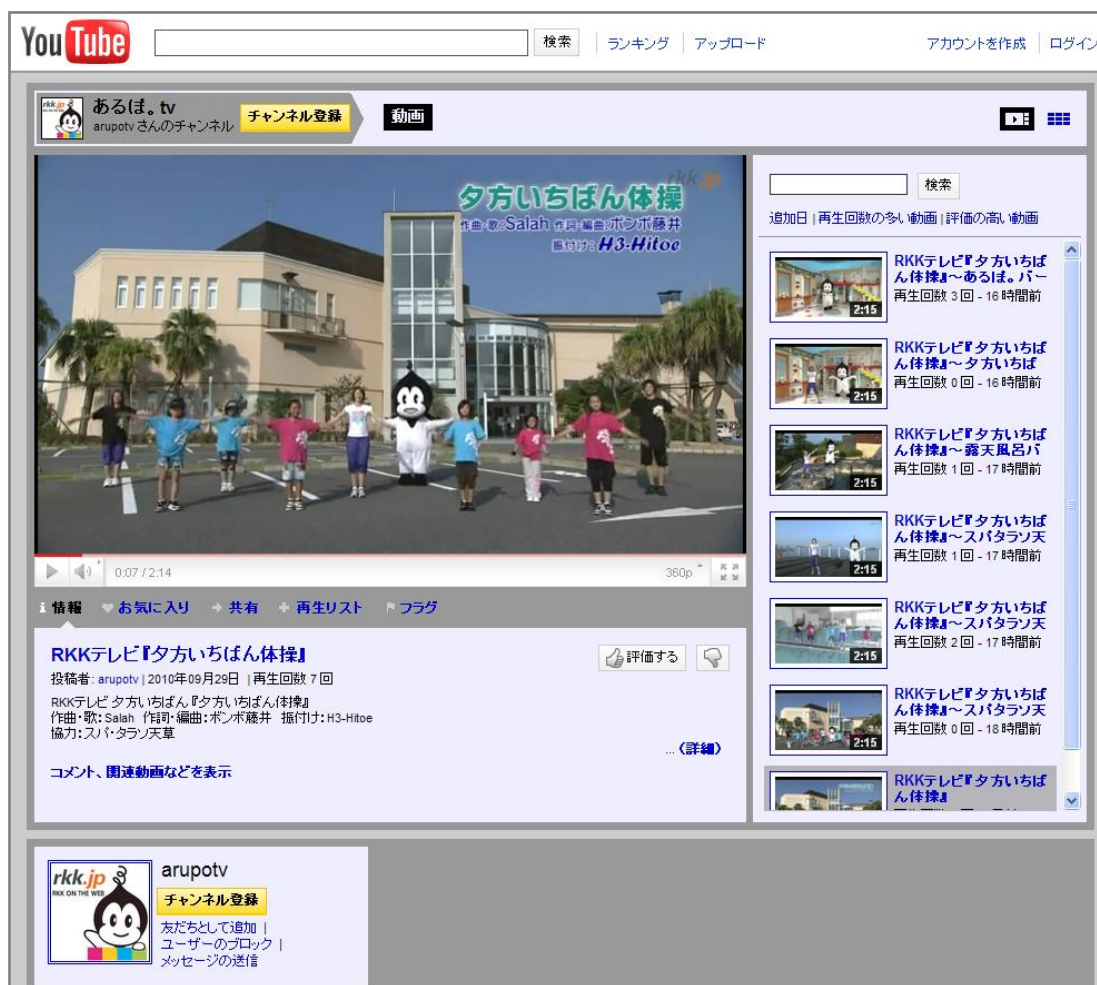 You Tube
検索
ランキング
アップロード
アカウントを作成
ログイン
rkk.jp
あるぽ。tv
arupotv さんのチャンネル
チャンネル登録
動画
rkk.jp
夕方いちばん体操
作曲・歌:Salah 作詞・編曲:ボンボ藤井
振付け:H3-Hitoe
0:07 / 2:14
360p
情報
お気に入り
共有
再生リスト
フラグ
RKKテレビ『夕方いちばん体操』
評価する
投稿者: arupotv | 2010年09月29日 | 再生回数 7 回
RKKテレビ 夕方いちばん『夕方いちばん体操』
作曲・歌:Salah 作詞・編曲:ボンボ藤井 振付け:H3-Hitoe
協力:スパ・タラソ天草
... (詳細)
コメント、関連動画などを表示
検索
追加日 | 再生回数の多い動画 | 評価の高い動画
RKKテレビ『夕方いちば
ん体操』~あるぽ。バー
再生回数 3 回 - 16 時間前
2:15
RKKテレビ『夕方いちば
ん体操』~夕方いちば
再生回数 0 回 - 16 時間前
2:15
RKKテレビ『夕方いちば
ん体操』~露天風呂バ
再生回数 1 回 - 17 時間前
2:15
RKKテレビ『夕方いちば
ん体操』~スパタラソ天
再生回数 1 回 - 17 時間前
2:15
RKKテレビ『夕方いちば
ん体操』~スパタラソ天
再生回数 2 回 - 17 時間前
2:15
RKKテレビ『夕方いちば
ん体操』~スパタラソ天
再生回数 0 回 - 18 時間前
2:15
RKKテレビ『夕方いちば
ん体操』
rkk.jp
RKK ON THE WEB
arupotv
チャンネル登録
友だちとして追加 |
ユーザーのブロック |
メッセージの送信